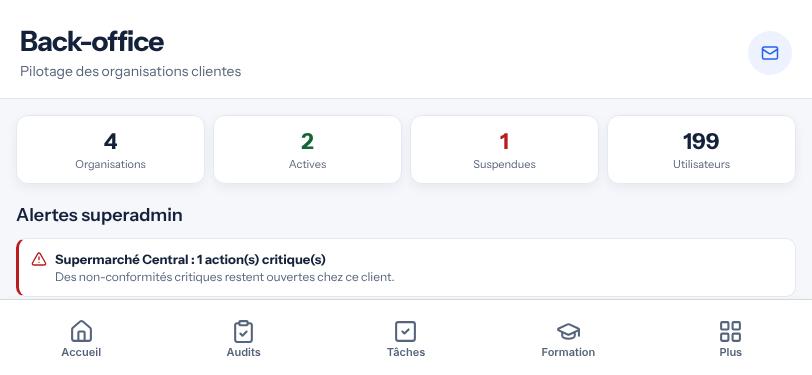 Back-office
Pilotage des organisations clientes
4
Organisations
2
Actives
1
Suspendues
199
Utilisateurs
Alertes superadmin
Supermarché Central : 1 action(s) critique(s)
Des non-conformités critiques restent ouvertes chez ce client.
Accueil
Audits
Tâches
Formation
Plus